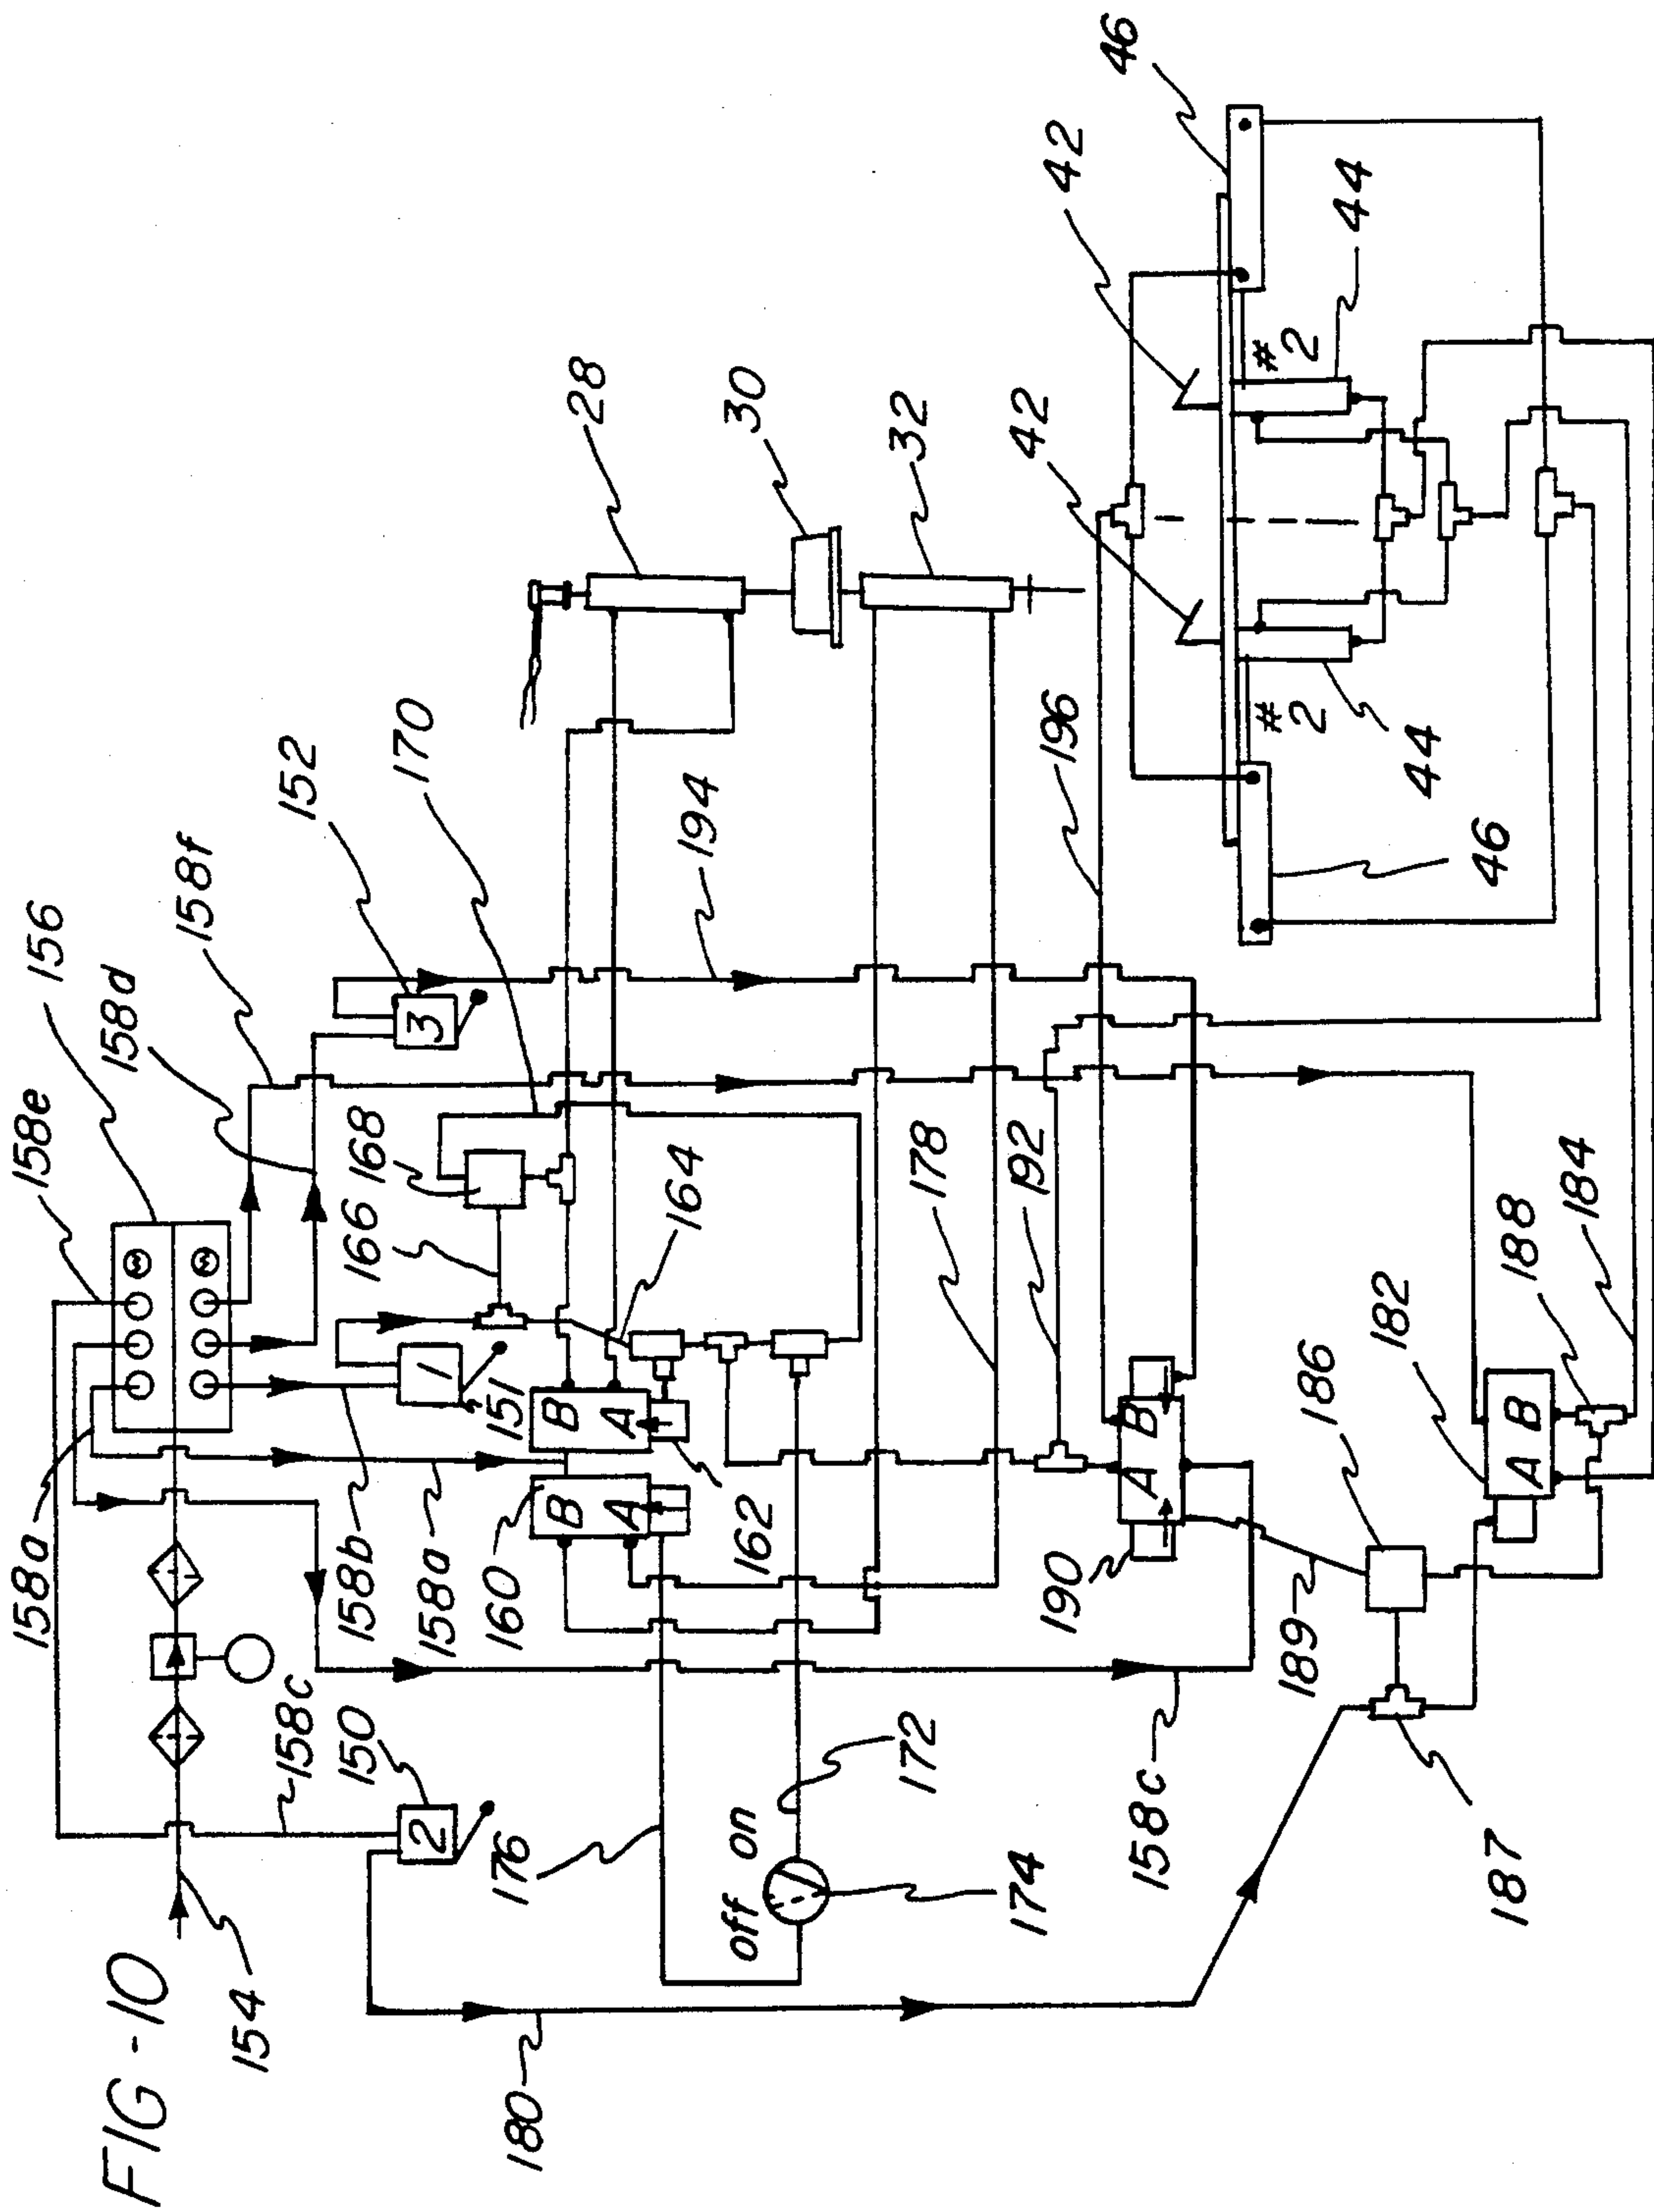 FIG-10
154
158a
158e
156
158f
158d
152
170
28
30
32
158c
150
2
158b
158a
160
B
A
B
A
162
1
151
166
168
3
164
194
176
off
on
172
174
178
192
196
42
42
46
180
158c
190
A
B
189
186
187
182
A
B
188
184
46
44
#2
#2
44